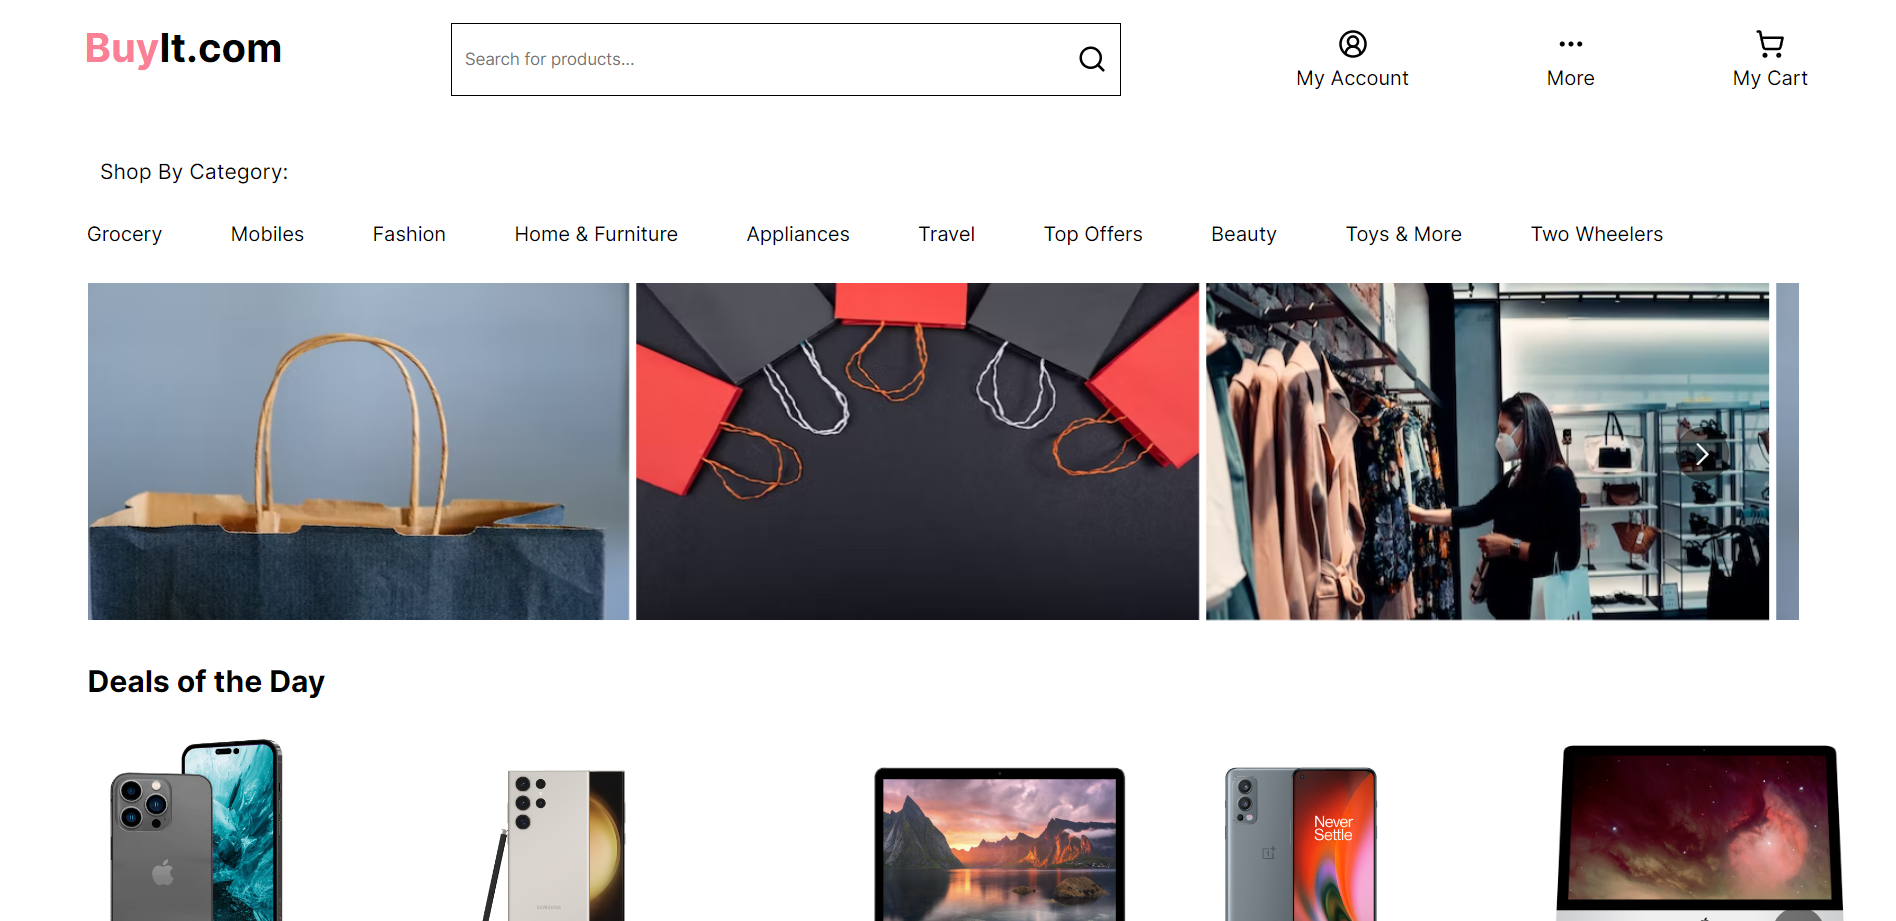 BuyIt.com
Search for products...
My Account
More
My Cart
Shop By Category:
Grocery
Mobiles
Fashion
Home & Furniture
Appliances
Travel
Top Offers
Beauty
Toys & More
Two Wheelers
Deals of the Day
SAMSUNG
Never
Settle